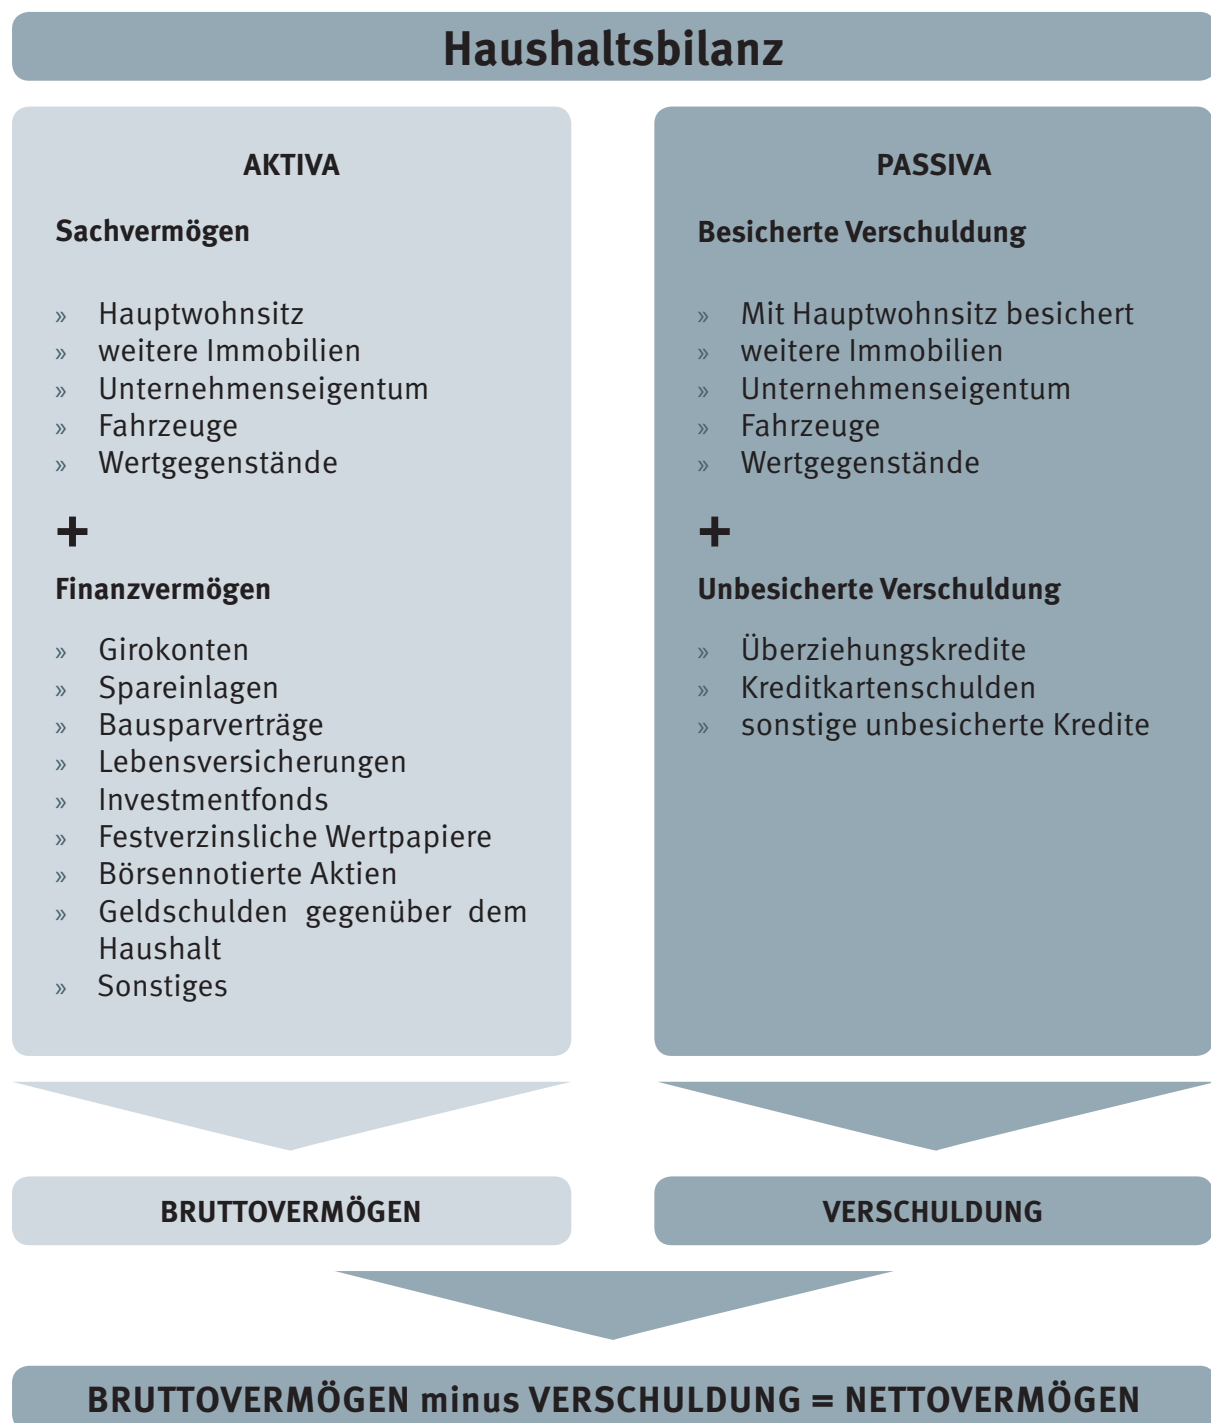 Haushaltsbilanz
AKTIVA
Sachvermögen
» Hauptwohnsitz
» weitere Immobilien
» Unternehmenseigentum
» Fahrzeuge
» Wertgegenstände
+
Finanzvermögen
» Girokonten
» Spareinlagen
» Bausparverträge
» Lebensversicherungen
» Investmentfonds
» Festverzinsliche Wertpapiere
» Börsennotierte Aktien
» Geldschulden gegenüber dem
Haushalt
» Sonstiges
PASSIVA
Besicherte Verschuldung
» Mit Hauptwohnsitz besichert
» weitere Immobilien
» Unternehmenseigentum
» Fahrzeuge
» Wertgegenstände
+
Unbesicherte Verschuldung
» Überziehungskredite
» Kreditkartenschulden
» sonstige unbesicherte Kredite
BRUTTOVERMÖGEN
VERSCHULDUNG
BRUTTOVERMÖGEN minus VERSCHULDUNG = NETTOVERMÖGEN